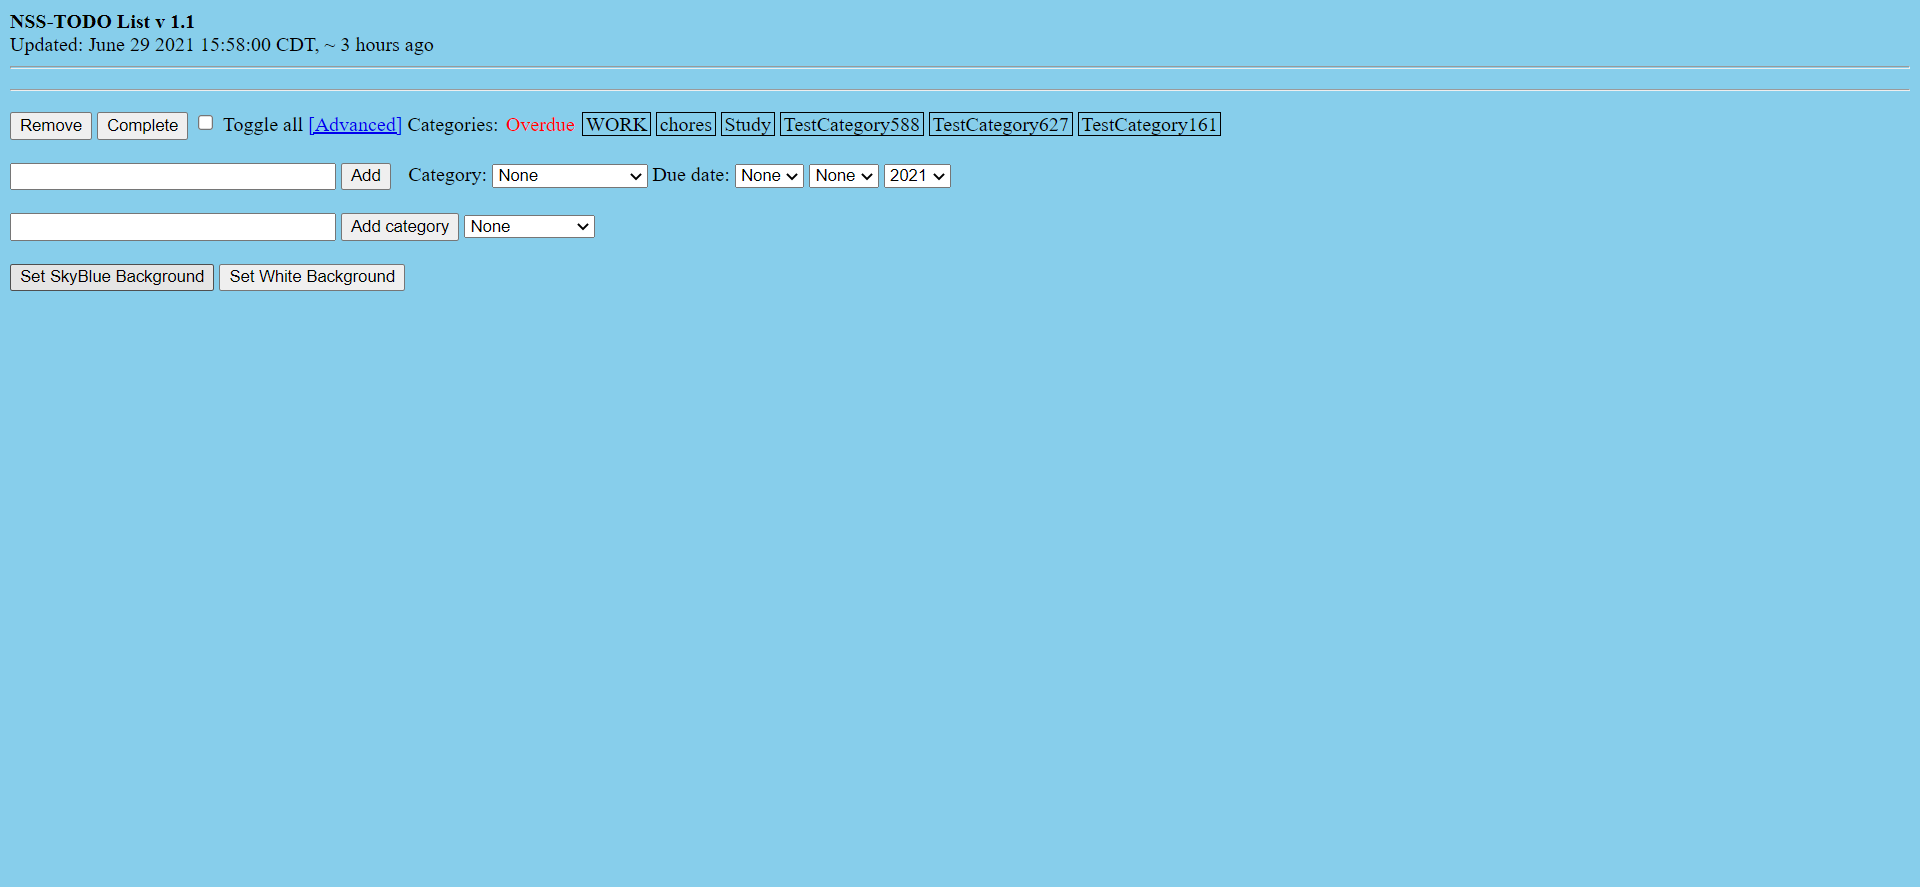 NSS-TODO List v 1.1
Updated: June 29 2021 15:58:00 CDT, ~ 3 hours ago
Remove Complete Toggle all [Advanced] Categories: Overdue WORK chores Study TestCategory588 TestCategory627 TestCategory161
Add Category: None Due date: None None 2021
Add category None
Set SkyBlue Background Set White Background